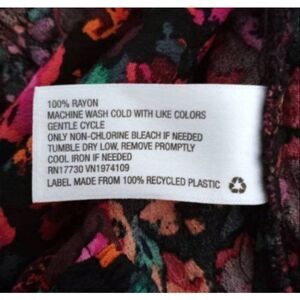 100% RAYON
MACHINE WASH COLD WITH LIKE COLORS
GENTLE CYCLE
ONLY NON-CHLORINE BLEACH IF NEEDED
TUMBLE DRY LOW, REMOVE PROMPTLY
COOL IRON IF NEEDED
RN17730 VN1974109
LABEL MADE FROM 100% RECYCLED PLASTIC